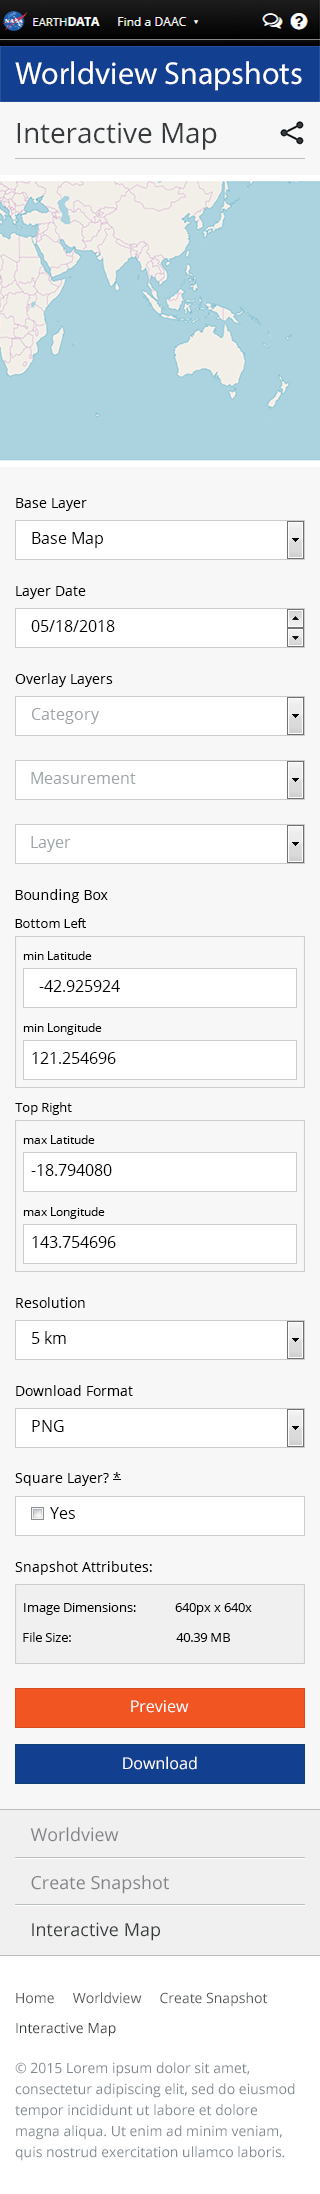 NASA EARTHDATA Find a DAAC
Worldview Snapshots
Interactive Map
Base Layer
Base Map
Layer Date
05/18/2018
Overlay Layers
Category
Measurement
Layer
Bounding Box
Bottom Left
min Latitude
-42.925924
min Longitude
121.254696
Top Right
max Latitude
-18.794080
max Longitude
143.754696
Resolution
5 km
Download Format
PNG
Square Layer? *
Yes
Snapshot Attributes:
Image Dimensions: 640px x 640x
File Size: 40.39 MB
Preview
Download
Worldview
Create Snapshot
Interactive Map
Home Worldview Create Snapshot
Interactive Map
© 2015 Lorem ipsum dolor sit amet,
consectetur adipiscing elit, sed do eiusmod
tempor incididunt ut labore et dolore
magna aliqua. Ut enim ad minim veniam,
quis nostrud exercitation ullamco laboris.